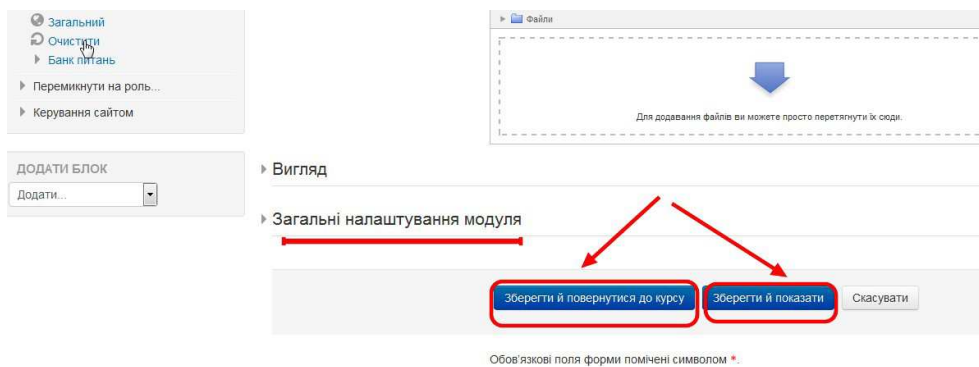 Загальний
Очистити
Банк питань
Перемикнути на роль...
Керування сайтом
ДОДАТИ БЛОК
Додати...
Файли
Для додавання файлів ви можете просто перетягнути їх сюди.
Вигляд
Загальні налаштування модуля
Зберегти й повернутися до курсу Зберегти й показати Скасувати
Обов'язкові поля форми помічені символом *.